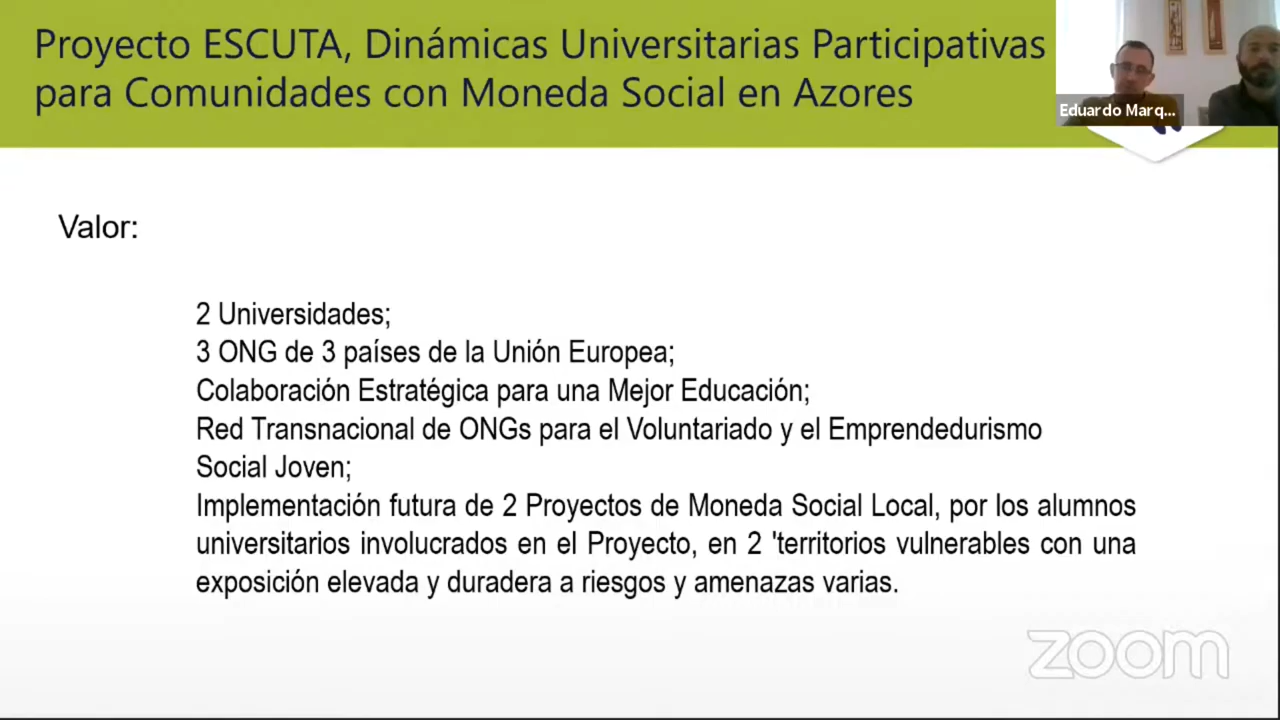 Proyecto ESCUTA, Dinámicas Universitarias Participativas
para Comunidades con Moneda Social en Azores
Eduardo Marq...
Valor:
2 Universidades;
3 ONG de 3 países de la Unión Europea;
Colaboración Estratégica para una Mejor Educación;
Red Transnacional de ONGs para el Voluntariado y el Emprendedurismo
Social Joven;
Implementación futura de 2 Proyectos de Moneda Social Local, por los alumnos
universitarios involucrados en el Proyecto, en 2 'territorios vulnerables con una
exposición elevada y duradera a riesgos y amenazas varias.
zoom